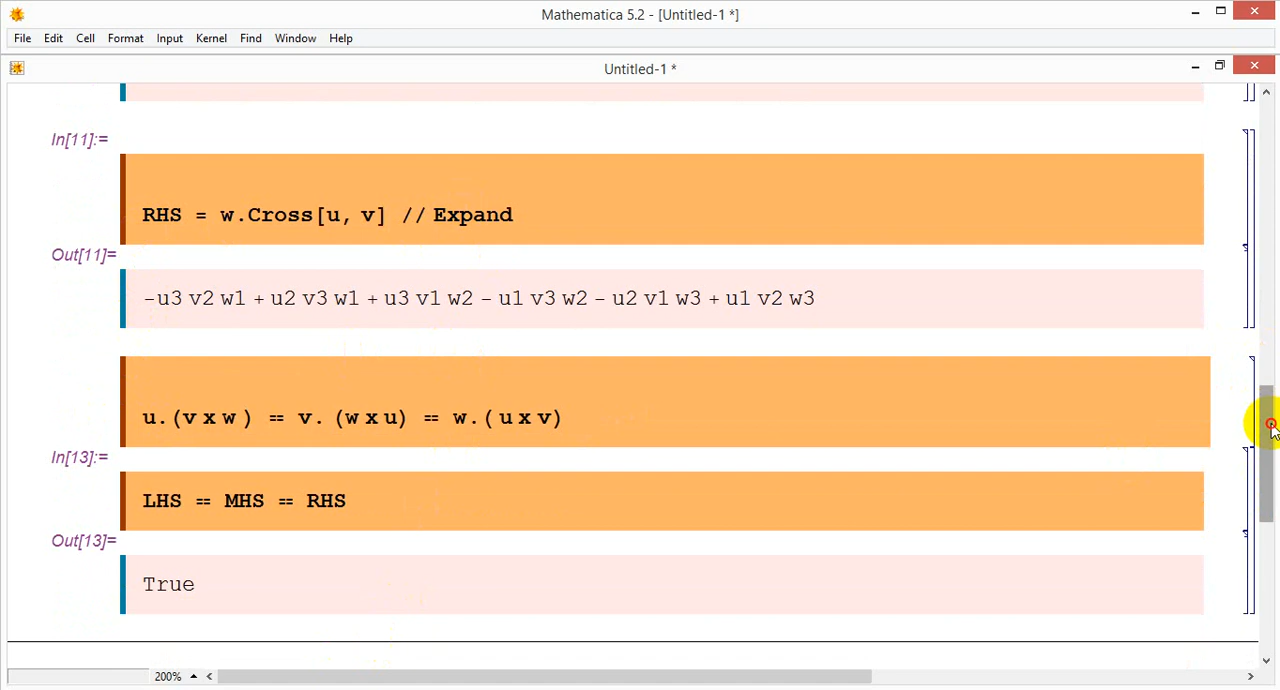 Mathematica 5.2 - [Untitled-1 *]
File Edit Cell Format Input Kernel Find Window Help
Untitled-1 *
In[11]:=
RHS = w.Cross[u, v] // Expand
Out[11]=
-u3 v2 w1 + u2 v3 w1 + u3 v1 w2 - u1 v3 w2 - u2 v1 w3 + u1 v2 w3
u.(v x w ) == v. (w x u) == w.( u x v)
In[13]:=
LHS == MHS == RHS
Out[13]=
True
200%